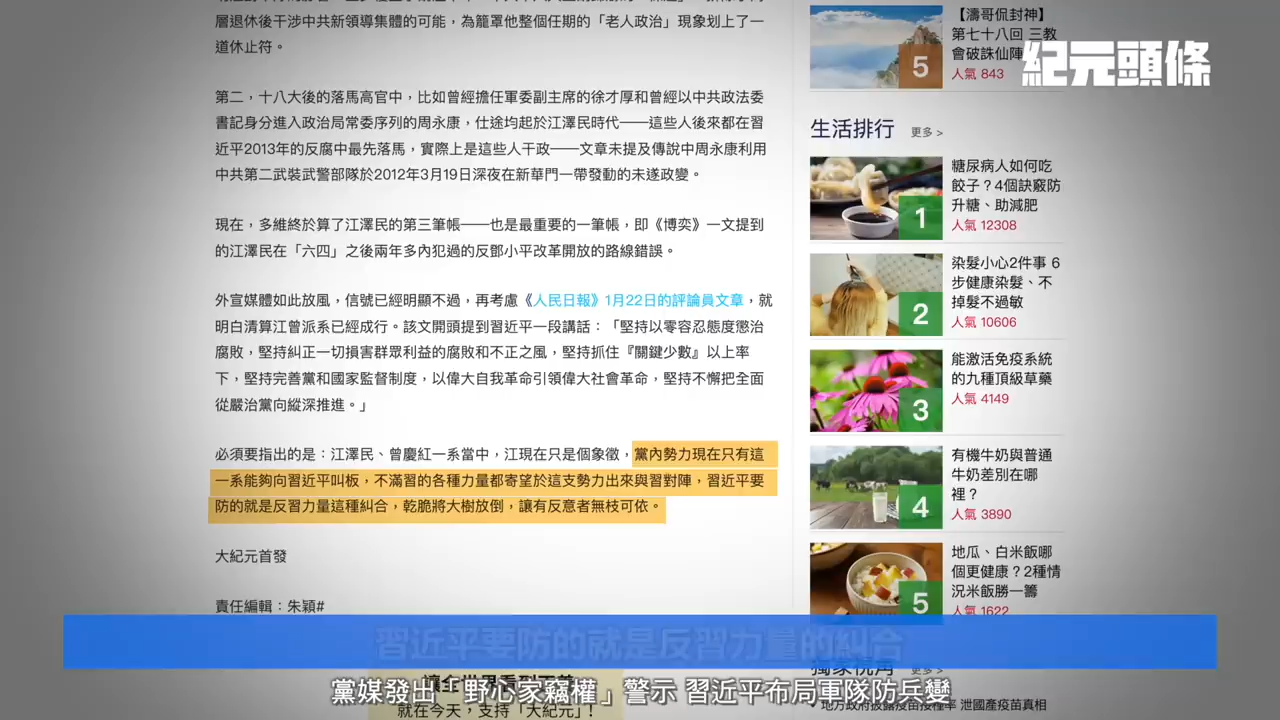 層退休後干涉中共新領導集體的可能，為籠罩他整個任期的「老人政治」現象划上了一
道休止符。
第二，十八大後的落馬高官中，比如曾經擔任軍委副主席的徐才厚和曾經以中共政法委
書記身分進入政治局常委序列的周永康，仕途均起於江澤民時代——這些人後來都在習
近平2013年的反腐中最先落馬，實際上是這些人干政——文章未提及傳說中周永康利用
中共第二武裝武警部隊於2012年3月19日深夜在新華門一帶發動的未遂政變。
現在，多維終於算了江澤民的第三筆帳——也是最重要的一筆帳，即《博奕》一文提到
的江澤民在「六四」之後兩年多內犯過的反鄧小平改革開放的路線錯誤。
外宣媒體如此放風，信號已經明顯不過，再考慮《人民日報》1月22日的評論員文章，就
明白清算江曾派系已經成行。該文開頭提到習近平一段講話：「堅持以零容忍態度懲治
腐敗，堅持糾正一切損害群眾利益的腐敗和不正之風，堅持抓住『關鍵少數』以上率
下，堅持完善黨和國家監督制度，以偉大自我革命引領偉大社會革命，堅持不懈把全面
從嚴治黨向縱深推進。」
必須要指出的是：江澤民、曾慶紅一系當中，江現在只是個象徵，黨內勢力現在只有這
一系能夠向習近平叫板，不滿習的各種力量都寄望於這支勢力出來與習對陣，習近平要
防的就是反習力量這種糾合，乾脆將大樹放倒，讓有反意者無枝可依。
大紀元首發
責任編輯：朱穎#
【濤哥侃封神】
第七十八回 三教
會破誅仙陣
5
人氣 843
紀元頭條
生活排行 更多 >
糖尿病人如何吃
餃子？4個訣竅防
升糖、助減肥
1
人氣 12308
染髮小心2件事 6
步健康染髮、不
掉髮不過敏
2
人氣 10606
能激活免疫系統
的九種頂級草藥
3
人氣 4149
有機牛奶與普通
牛奶差別在哪
裡？
4
人氣 3890
地瓜、白米飯哪
個更健康？2種情
況米飯勝一籌
5
人氣 1622
習近平要防的就是反習力量的糾合
獨家視角 更多 >
黨媒發出「野心家竊權」警示 習近平布局軍隊防兵變
就在今天，支持「大紀元」！
地方政府披露疫苗接種率 泄國產疫苗真相